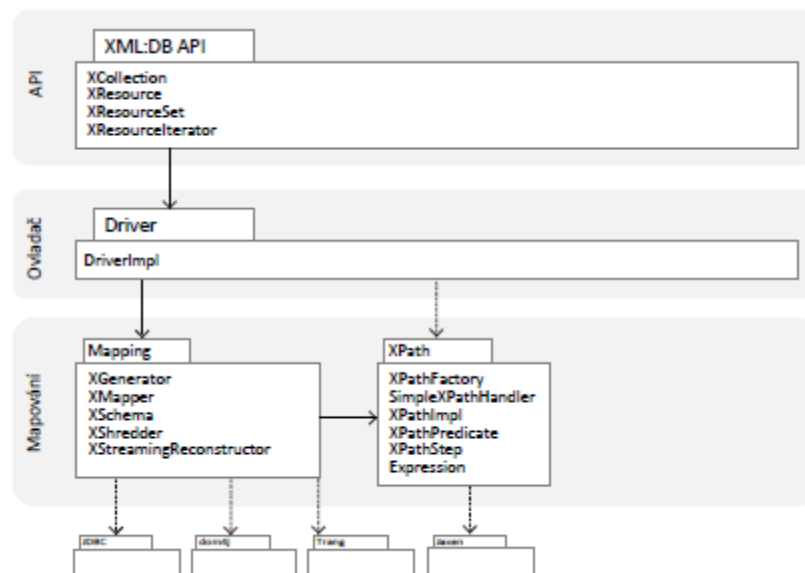 API
XML:DB API
XCollection
XResource
XResourceSet
XResourceIterator
Ovladač
Driver
DriverImpl
Mapování
Mapping
XGenerator
XMapper
XSchema
XShredder
XStreamingReconstructor
XPath
XPathFactory
SimpleXPathHandler
XPathImpl
XPathPredicate
XPathStep
Expression
JDBC
dom4j
Trang
Jaxen